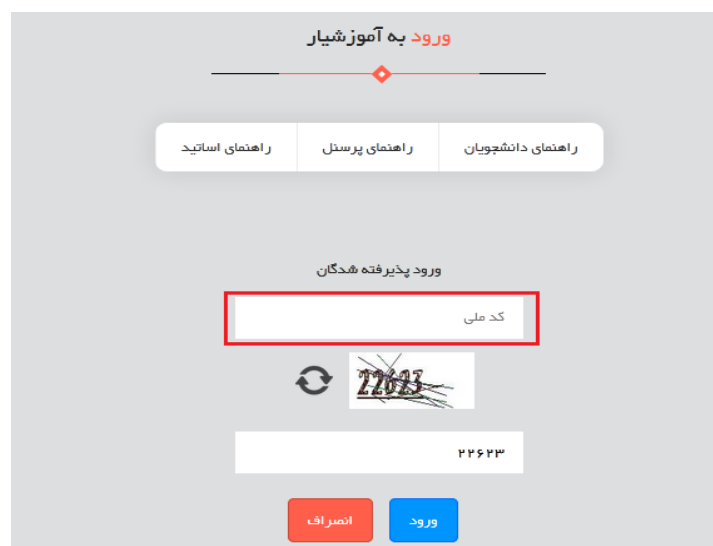 ورود به آموزشیار
راهنمای دانشجویان
راهنمای پرسنل
راهنمای اساتید
ورود پذیرفته شدگان
کد ملی
22623
۲۲۶۲۳
ورود
انصراف